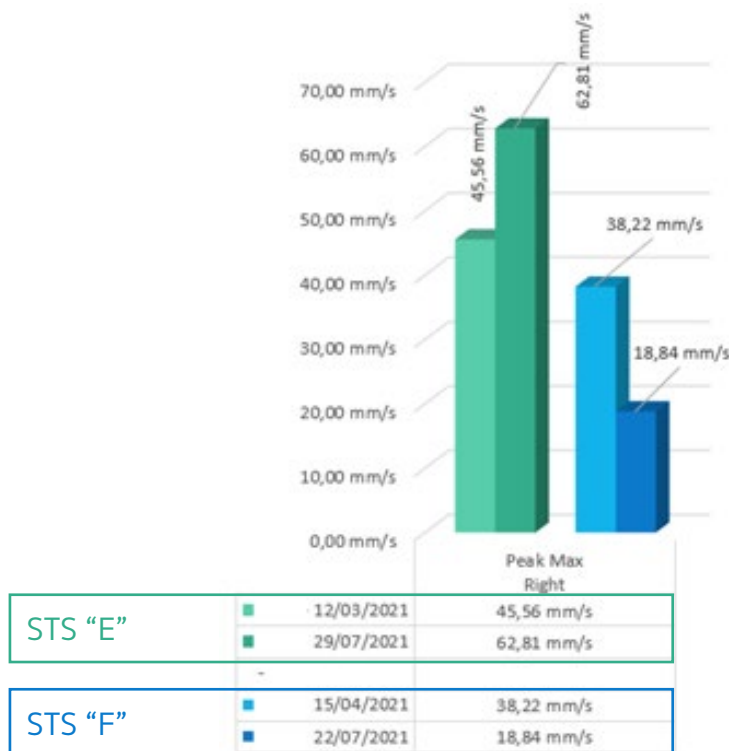 70,00 mm/s
60,00 mm/s
50,00 mm/s
40,00 mm/s
30,00 mm/s
20,00 mm/s
10,00 mm/s
0,00 mm/s
45,56 mm/s
62,81 mm/s
38,22 mm/s
18,84 mm/s
Peak Max
Right
STS “E”
12/03/2021 45,56 mm/s
29/07/2021 62,81 mm/s
-
STS “F”
15/04/2021 38,22 mm/s
22/07/2021 18,84 mm/s